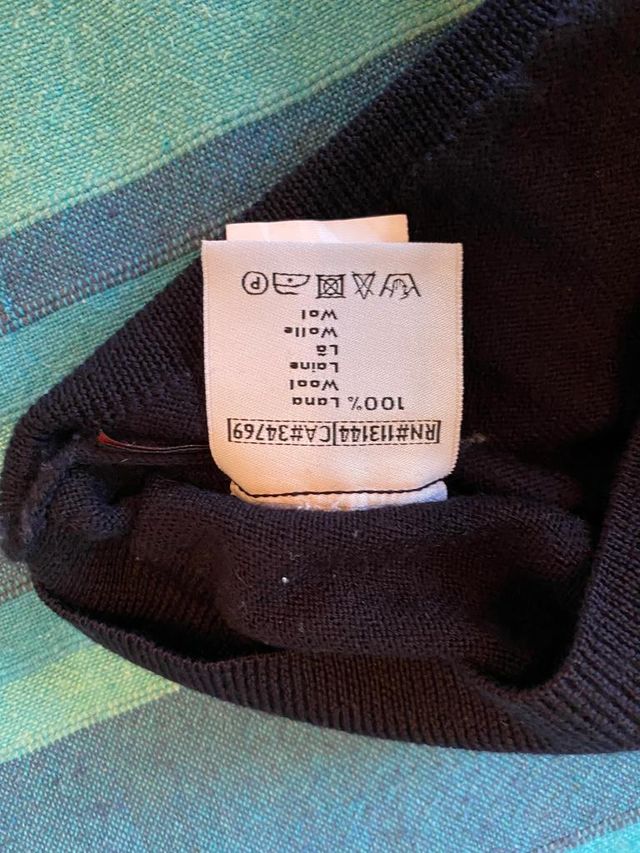 RN#113144 CA#34769
100% Lana
Wool
Laine
Lã
Wolle
Wol
P